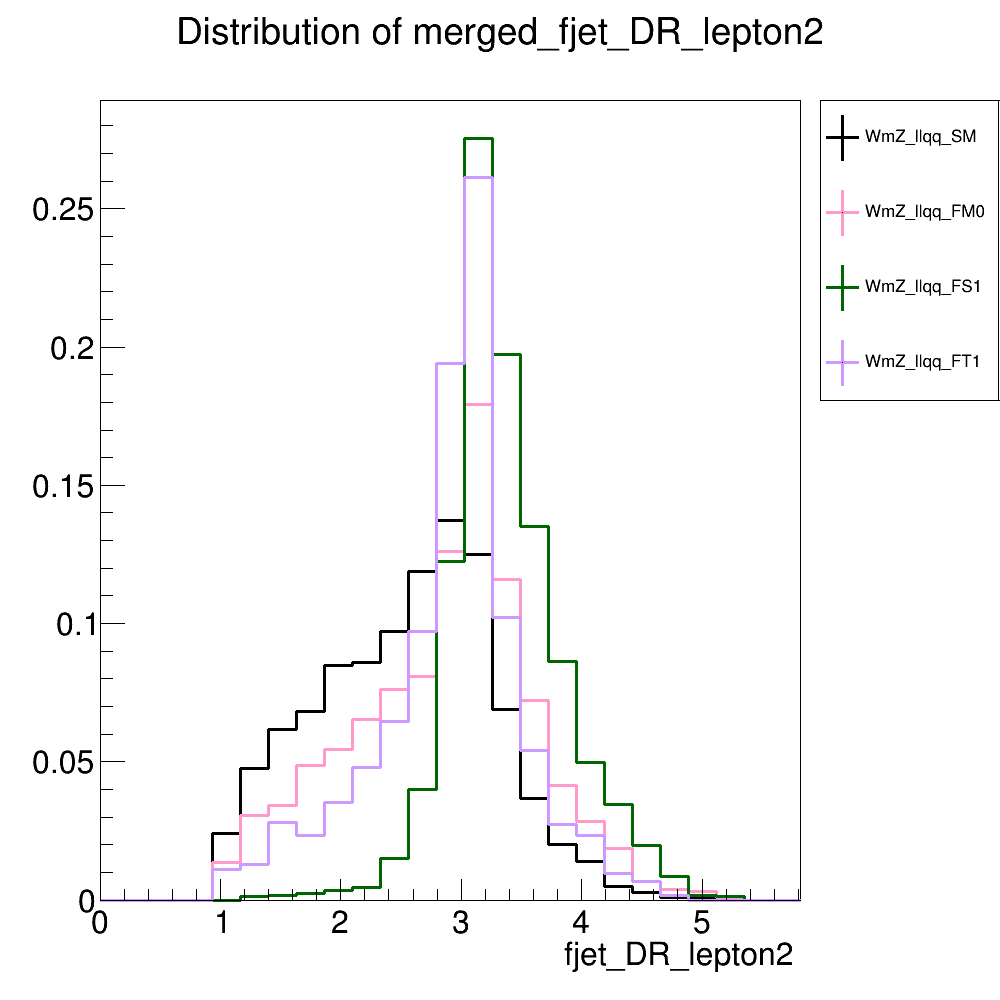 Distribution of merged_fjet_DR_lepton2
WmZ_llqq_SM
WmZ_llqq_FM0
WmZ_llqq_FS1
WmZ_llqq_FT1
0.25
0.2
0.15
0.1
0.05
0
0 1 2 3 4 5
fjet_DR_lepton2